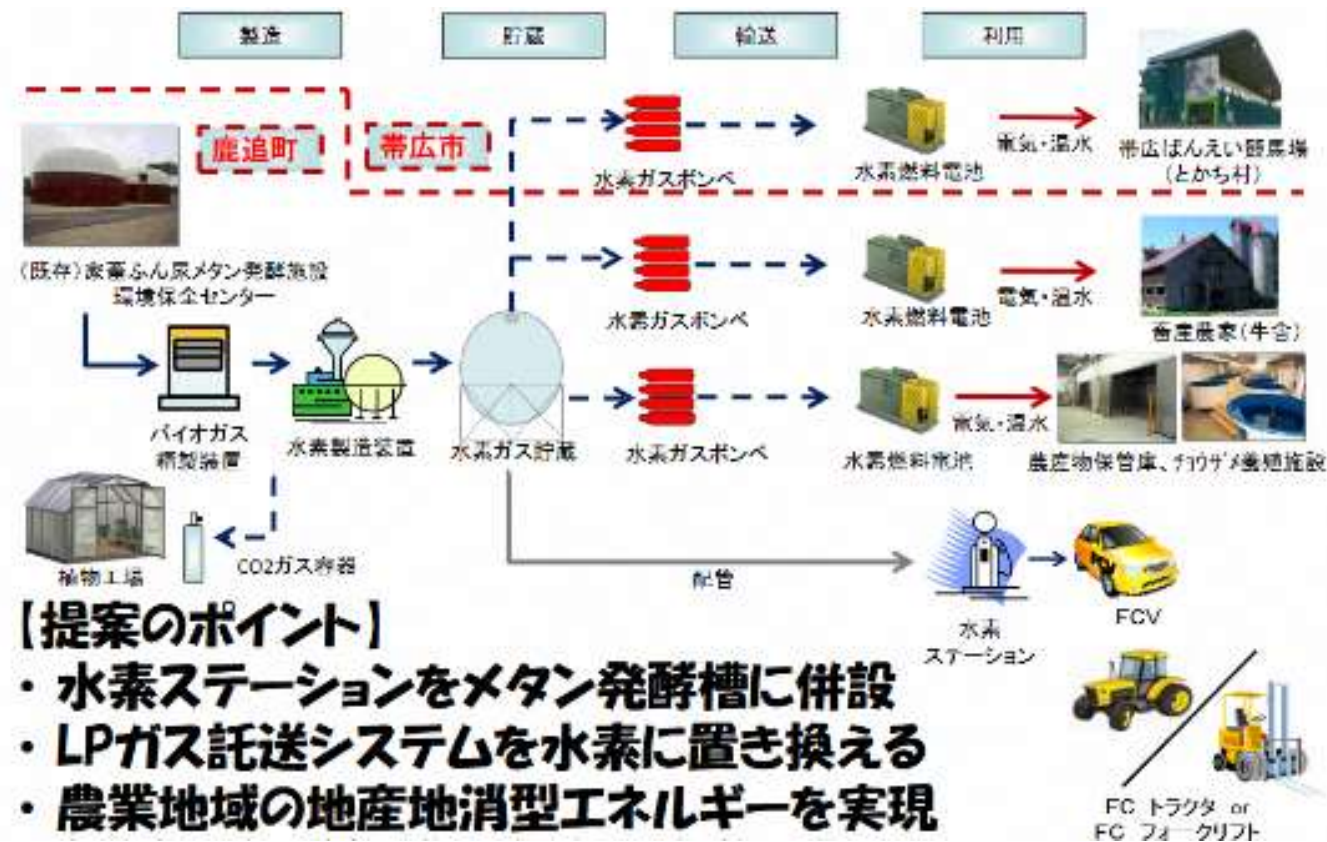 製造
貯蔵
輸送
利用
鹿追町
帯広市
水素ガスボンベ
水素燃料電池
電気・温水
帯広ばんえい競馬場
(とかち村)
(既存)家畜ふん尿メタン発酵施設
環境保全センター
水素ガスボンベ
水素燃料電池
電気・温水
畜産農家(牛舎)
バイオガス
精製装置
水素製造装置
水素ガス貯蔵
水素ガスボンベ
水素燃料電池
電気・温水
農産物保管庫、チョウザメ養殖施設
植物工場
CO2ガス容器
配管
水素
ステーション
FCV
【提案のポイント】
・水素ステーションをメタン発酵槽に併設
・LPガス託送システムを水素に置き換える
・農業地域の地産地消型エネルギーを実現
FC トラクタ or
FC フォークリフト